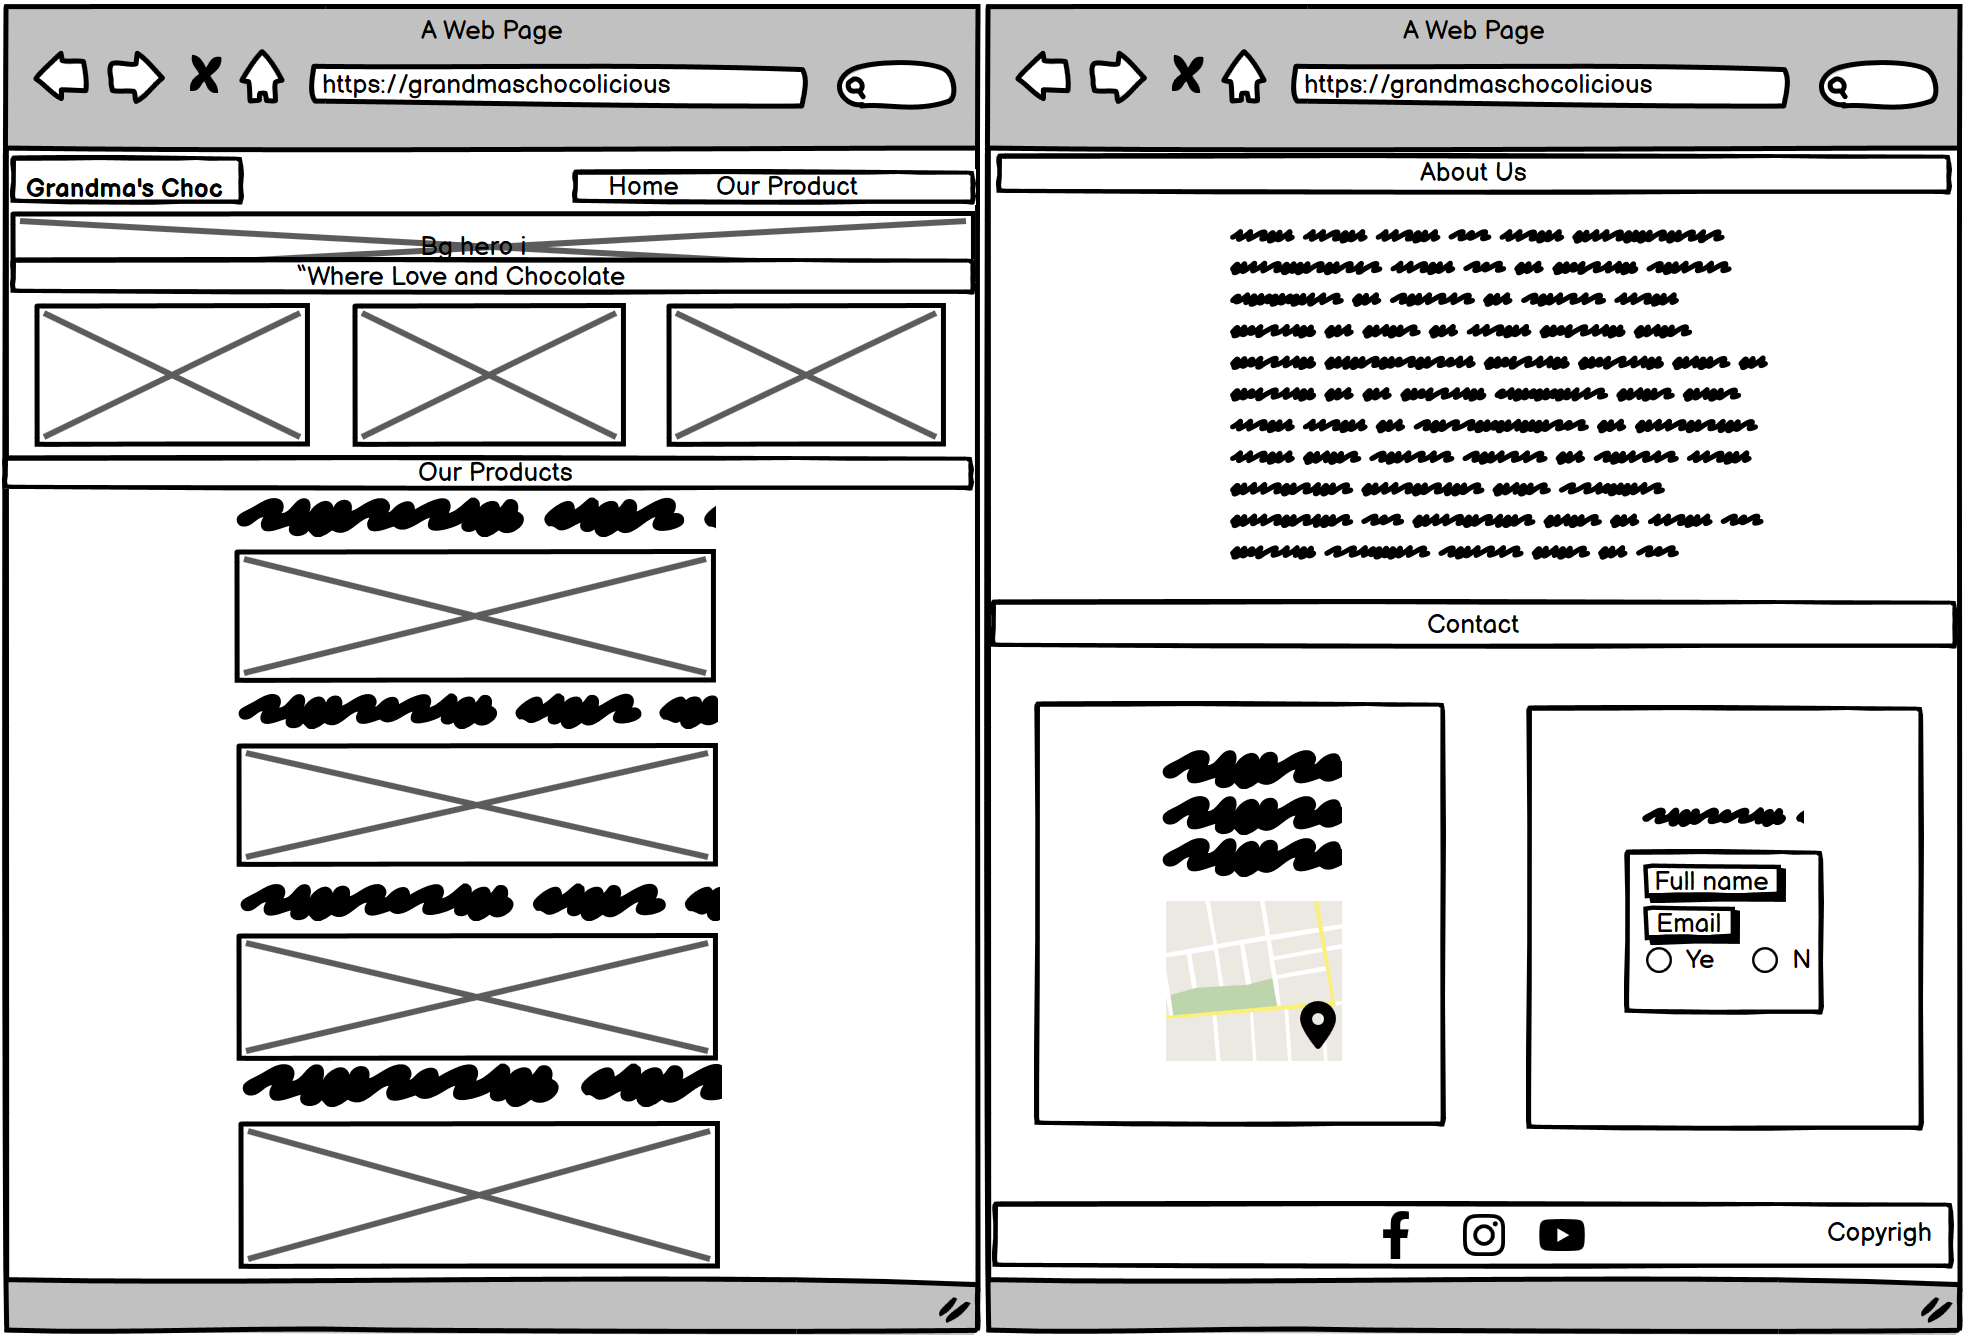 A Web Page
https://grandmaschocolicious
Grandma's Choc
Home Our Product
Bg hero i
“Where Love and Chocolate
Our Products
A Web Page
https://grandmaschocolicious
About Us
Contact
Full name
Email
Ye N
Copyrigh